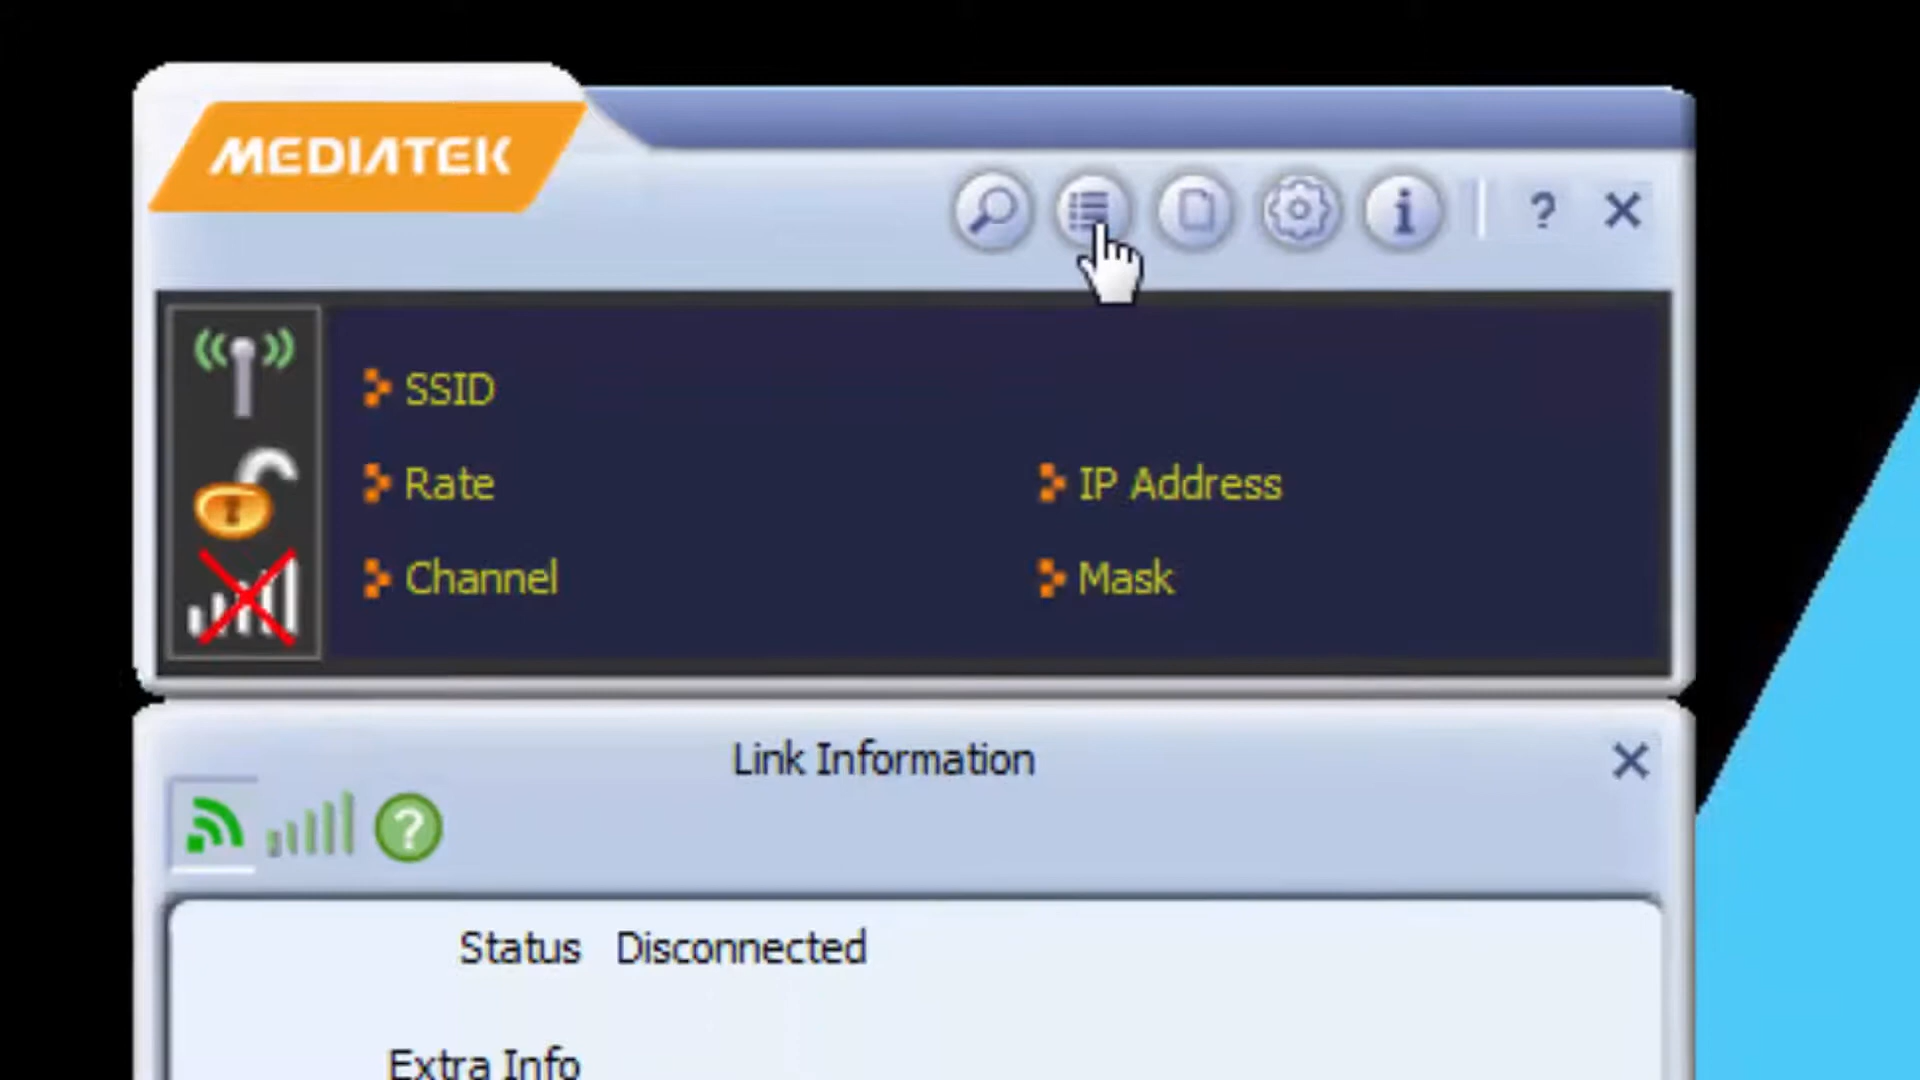 MEDIATEK
?
SSID
Rate
IP Address
Channel
Mask
Link Information
?
Status Disconnected
Extra Info